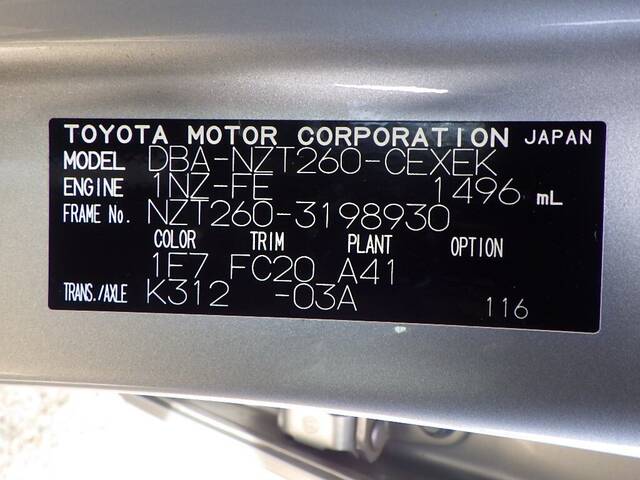 TOYOTA MOTOR CORPORATION JAPAN
MODEL DBA-NZT260-CEXEK
ENGINE 1NZ-FE 1496 mL
FRAME No. NZT260-3198930
COLOR TRIM PLANT OPTION
1E7 FC20 A41
TRANS./AXLE K312 -03A 116